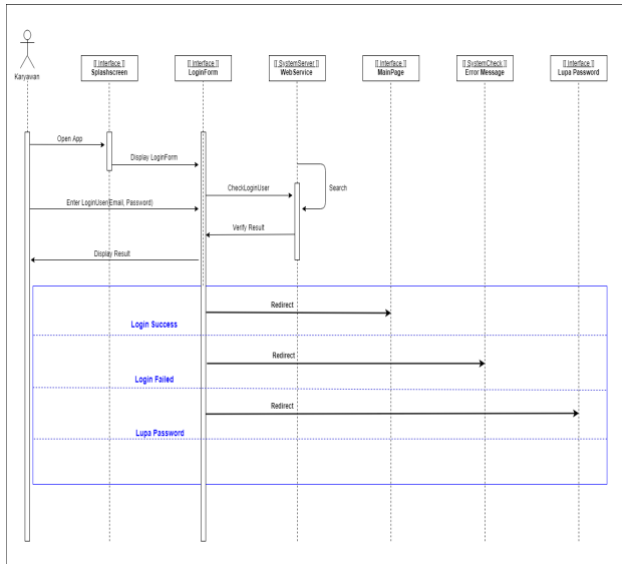 Karyawan
[[ Interface ]]
Splashscreen
[[ Interface ]]
LoginForm
[[ SystemServer ]]
WebService
[[ Interface ]]
MainPage
[[ SystemCheck ]]
Error Message
[[ Interface ]]
Lupa Password
Open App
Display LoginForm
CheckLoginUser
Search
Enter LoginUser(Email, Password)
Verify Result
Display Result
Redirect
Login Success
Redirect
Login Failed
Redirect
Lupa Password